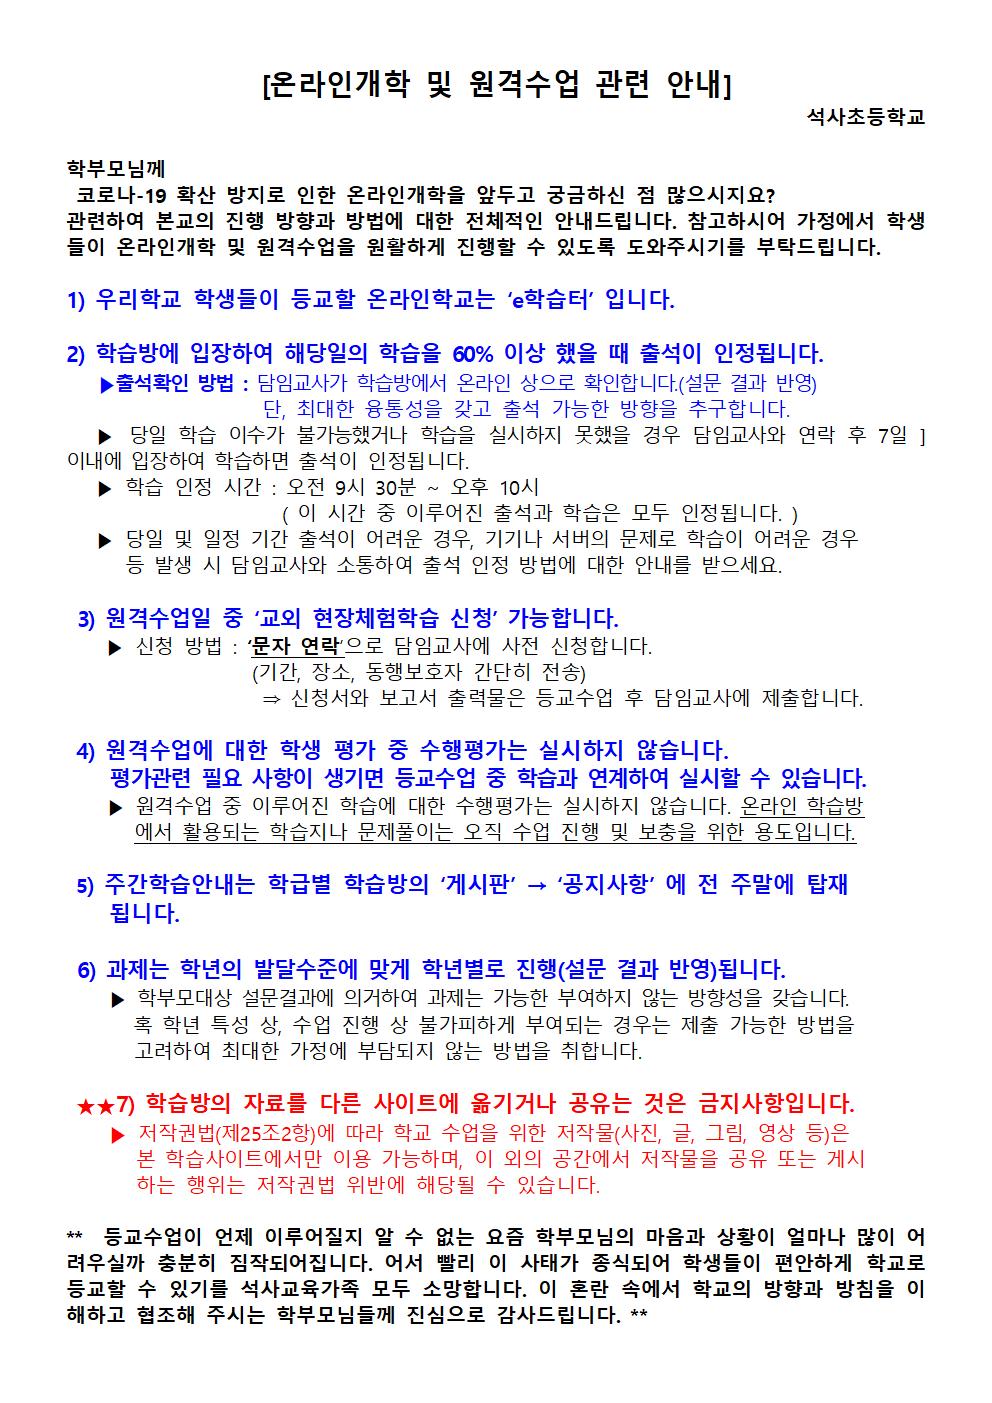 [온라인개학 및 원격수업 관련 안내]
석사초등학교
학부모님께
코로나-19 확산 방지로 인한 온라인개학을 앞두고 궁금하신 점 많으시지요?
관련하여 본교의 진행 방향과 방법에 대한 전체적인 안내드립니다. 참고하시어 가정에서 학생
들이 온라인개학 및 원격수업을 원활하게 진행할 수 있도록 도와주시기를 부탁드립니다.
1) 우리학교 학생들이 등교할 온라인학교는 ‘e학습터’ 입니다.
2) 학습방에 입장하여 해당일의 학습을 60% 이상 했을 때 출석이 인정됩니다.
▶출석확인 방법 : 담임교사가 학습방에서 온라인 상으로 확인합니다.(설문 결과 반영)
단, 최대한 융통성을 갖고 출석 가능한 방향을 추구합니다.
▶ 당일 학습 이수가 불가능했거나 학습을 실시하지 못했을 경우 담임교사와 연락 후 7일 ]
이내에 입장하여 학습하면 출석이 인정됩니다.
▶ 학습 인정 시간 : 오전 9시 30분 ~ 오후 10시
( 이 시간 중 이루어진 출석과 학습은 모두 인정됩니다. )
▶ 당일 및 일정 기간 출석이 어려운 경우, 기기나 서버의 문제로 학습이 어려운 경우
등 발생 시 담임교사와 소통하여 출석 인정 방법에 대한 안내를 받으세요.
3) 원격수업일 중 ‘교외 현장체험학습 신청’ 가능합니다.
▶ 신청 방법 : ‘문자 연락’으로 담임교사에 사전 신청합니다.
(기간, 장소, 동행보호자 간단히 전송)
⇒ 신청서와 보고서 출력물은 등교수업 후 담임교사에 제출합니다.
4) 원격수업에 대한 학생 평가 중 수행평가는 실시하지 않습니다.
평가관련 필요 사항이 생기면 등교수업 중 학습과 연계하여 실시할 수 있습니다.
▶ 원격수업 중 이루어진 학습에 대한 수행평가는 실시하지 않습니다. 온라인 학습방
에서 활용되는 학습지나 문제풀이는 오직 수업 진행 및 보충을 위한 용도입니다.
5) 주간학습안내는 학급별 학습방의 ‘게시판’ → ‘공지사항’ 에 전 주말에 탑재
됩니다.
6) 과제는 학년의 발달수준에 맞게 학년별로 진행(설문 결과 반영)됩니다.
▶ 학부모대상 설문결과에 의거하여 과제는 가능한 부여하지 않는 방향성을 갖습니다.
혹 학년 특성 상, 수업 진행 상 불가피하게 부여되는 경우는 제출 가능한 방법을
고려하여 최대한 가정에 부담되지 않는 방법을 취합니다.
★★7) 학습방의 자료를 다른 사이트에 옮기거나 공유는 것은 금지사항입니다.
▶ 저작권법(제25조2항)에 따라 학교 수업을 위한 저작물(사진, 글, 그림, 영상 등)은
본 학습사이트에서만 이용 가능하며, 이 외의 공간에서 저작물을 공유 또는 게시
하는 행위는 저작권법 위반에 해당될 수 있습니다.
** 등교수업이 언제 이루어질지 알 수 없는 요즘 학부모님의 마음과 상황이 얼마나 많이 어
려우실까 충분히 짐작되어집니다. 어서 빨리 이 사태가 종식되어 학생들이 편안하게 학교로
등교할 수 있기를 석사교육가족 모두 소망합니다. 이 혼란 속에서 학교의 방향과 방침을 이
해하고 협조해 주시는 학부모님들께 진심으로 감사드립니다. **